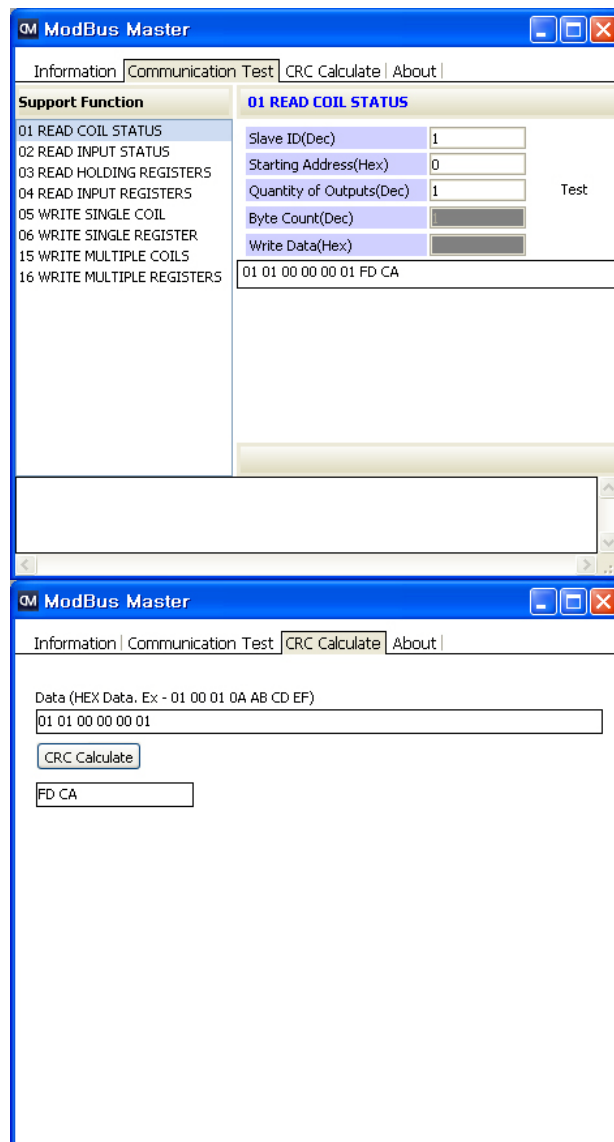 ModBus Master
Information Communication Test CRC Calculate About
Support Function
01 READ COIL STATUS
02 READ INPUT STATUS
03 READ HOLDING REGISTERS
04 READ INPUT REGISTERS
05 WRITE SINGLE COIL
06 WRITE SINGLE REGISTER
15 WRITE MULTIPLE COILS
16 WRITE MULTIPLE REGISTERS
01 READ COIL STATUS
Slave ID(Dec) 1
Starting Address(Hex) 0
Quantity of Outputs(Dec) 1 Test
Byte Count(Dec) 1
Write Data(Hex)
01 01 00 00 00 01 FD CA
ModBus Master
Information Communication Test CRC Calculate About
Data (HEX Data. Ex - 01 00 01 0A AB CD EF)
01 01 00 00 00 01
CRC Calculate
FD CA